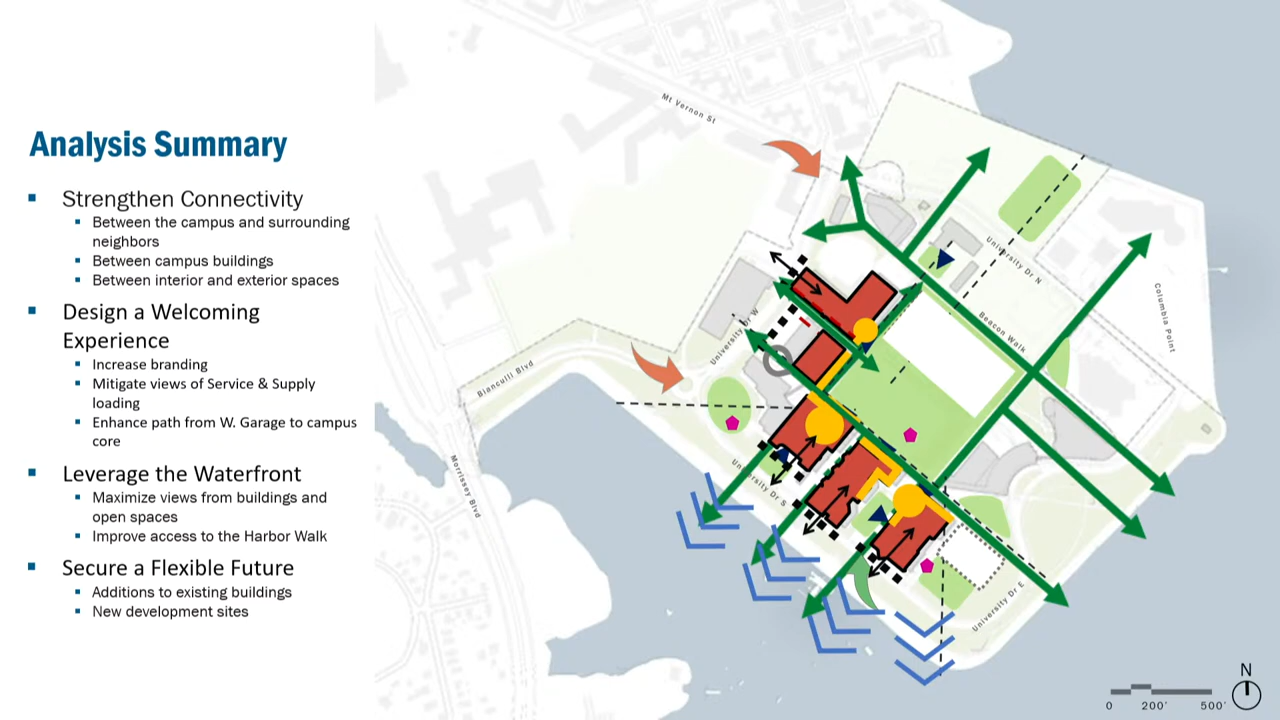 Analysis Summary
Strengthen Connectivity
Between the campus and surrounding
neighbors
Between campus buildings
Between interior and exterior spaces
Design a Welcoming
Experience
Increase branding
Mitigate views of Service & Supply
loading
Enhance path from W. Garage to campus
core
Leverage the Waterfront
Maximize views from buildings and
open spaces
Improve access to the Harbor Walk
Secure a Flexible Future
Additions to existing buildings
New development sites
Mt Vernon St
University Dr N
Columbia Point
Beacon Walk
University Dr W
Bianculli Blvd
Morrissey Blvd
University Dr S
University Dr E
N
0 200' 500'